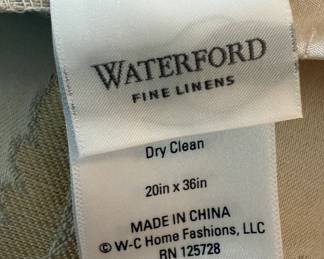 WATERFORD
FINE LINENS
Dry Clean
20in x 36in
MADE IN CHINA
© W-C Home Fashions, LLC
RN 125728